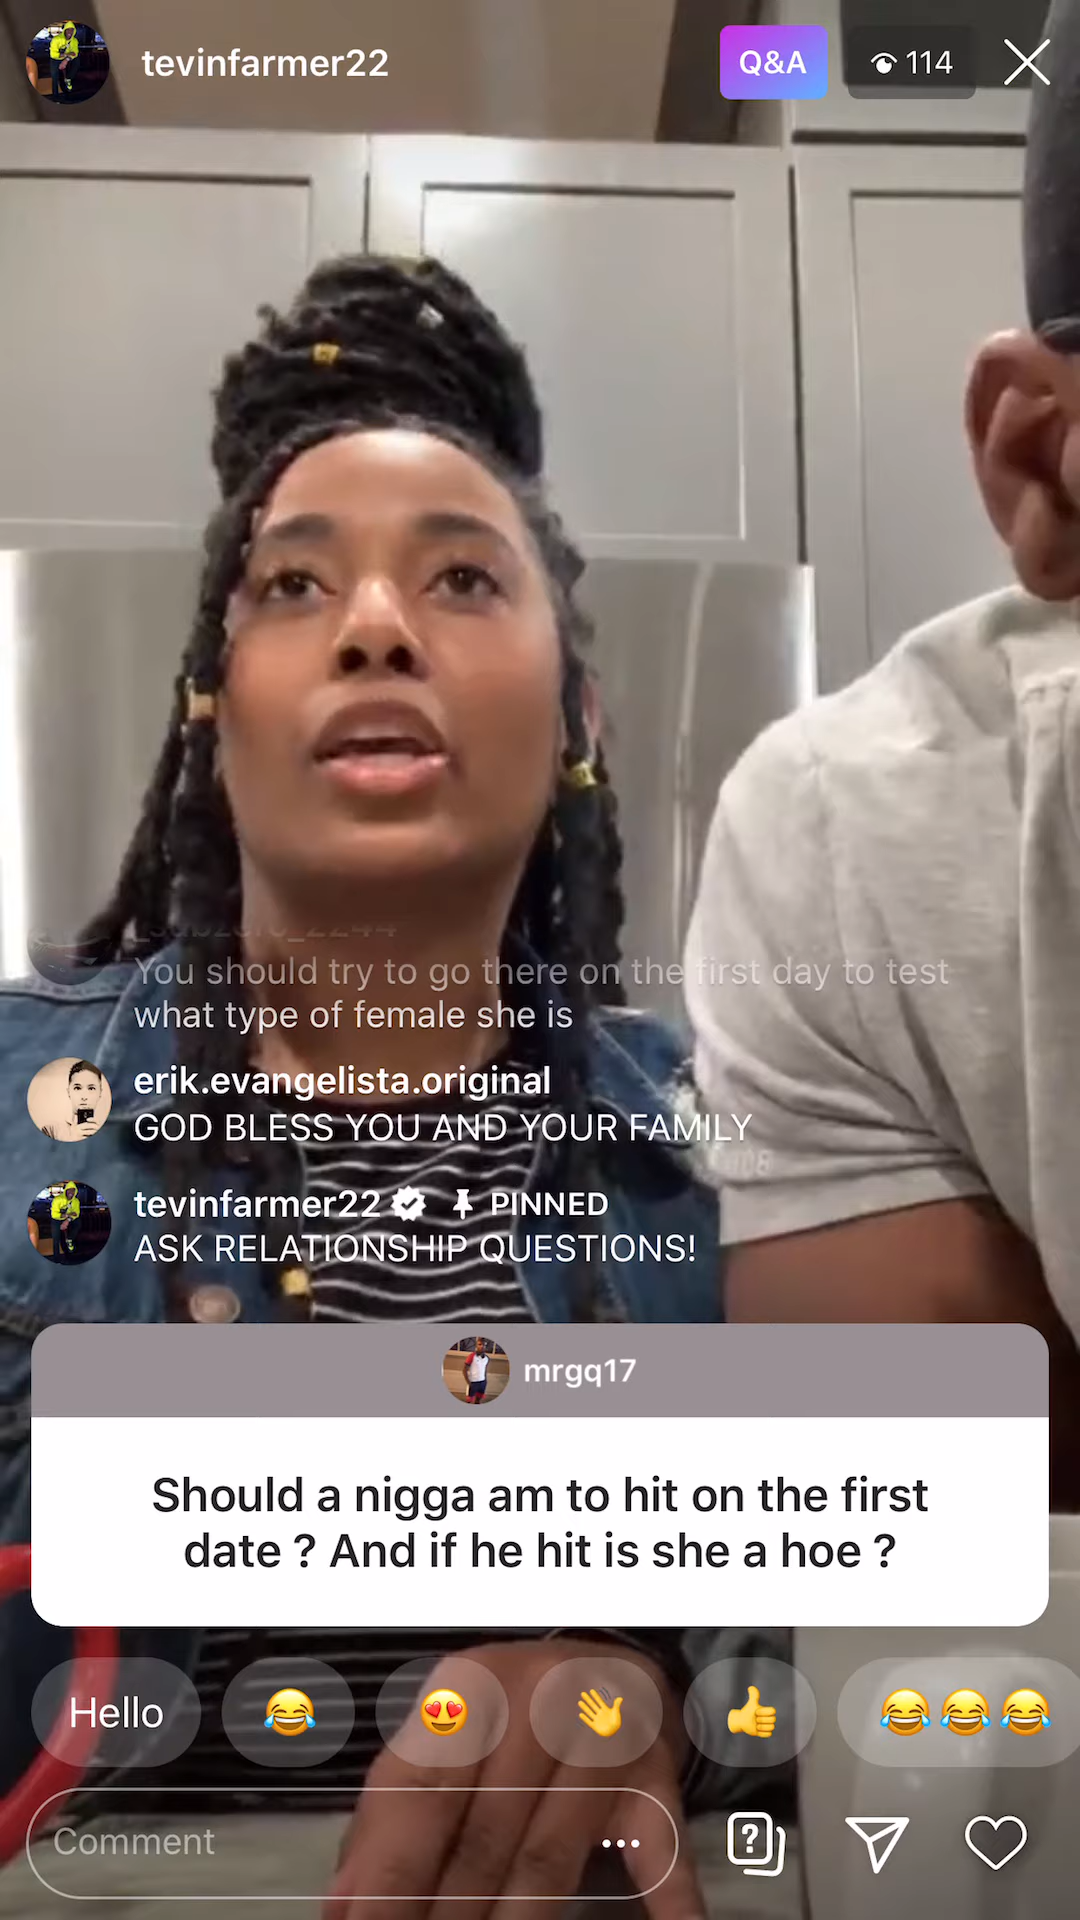 tevinfarmer22
Q&A
114
_subzero_2244
You should try to go there on the first day to test
what type of female she is
erik.evangelista.original
GOD BLESS YOU AND YOUR FAMILY
tevinfarmer22 PINNED
ASK RELATIONSHIP QUESTIONS!
mrgq17
Should a nigga am to hit on the first
date ? And if he hit is she a hoe ?
Hello
Comment